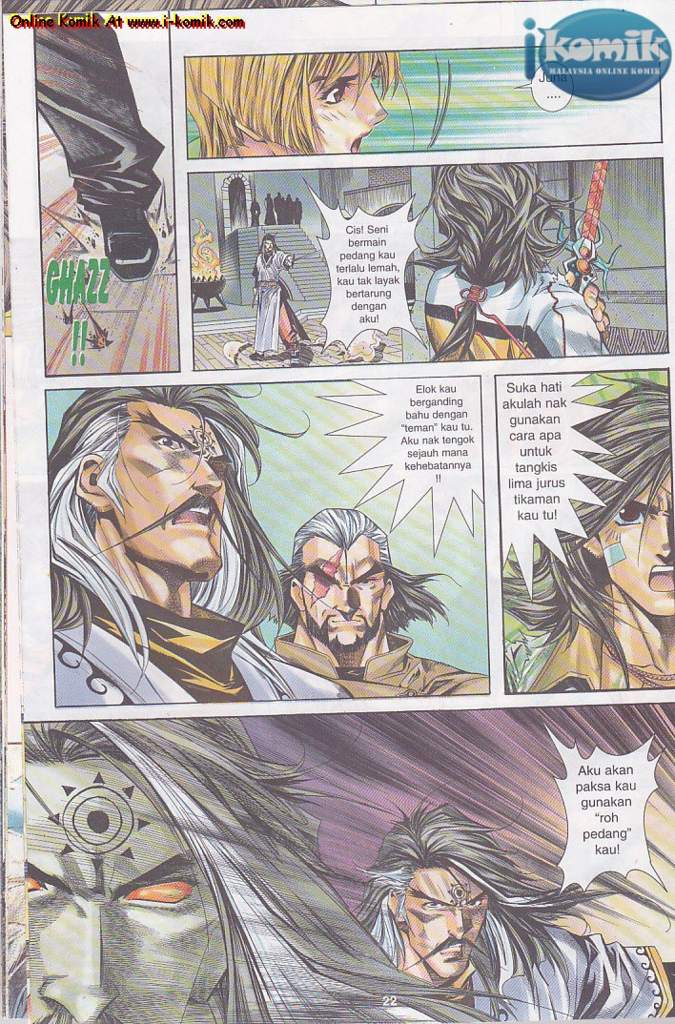 Online Komik At www.i-komik.com
ikomik
MALAYSIA ONLINE KOMIK
....
GHAZZ
!!
Cis! Seni
bermain
pedang kau
terlalu lemah,
kau tak layak
bertarung
dengan
aku!
Elok kau
berganding
bahu dengan
"teman" kau tu.
Aku nak tengok
sejauh mana
kehebatannya
!!
Suka hati
akulah nak
gunakan
cara apa
untuk
tangkis
lima jurus
tikaman
kau tu!
Aku akan
paksa kau
gunakan
"roh
pedang"
kau!
22